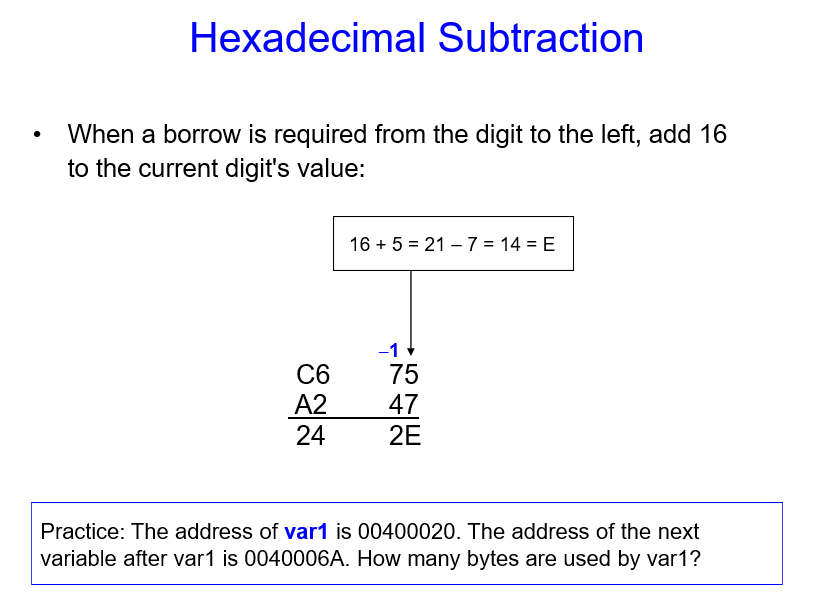 Hexadecimal Subtraction
• When a borrow is required from the digit to the left, add 16
to the current digit's value:
16 + 5 = 21 – 7 = 14 = E
–1
C6 75
A2 47
24 2E
Practice: The address of var1 is 00400020. The address of the next
variable after var1 is 0040006A. How many bytes are used by var1?